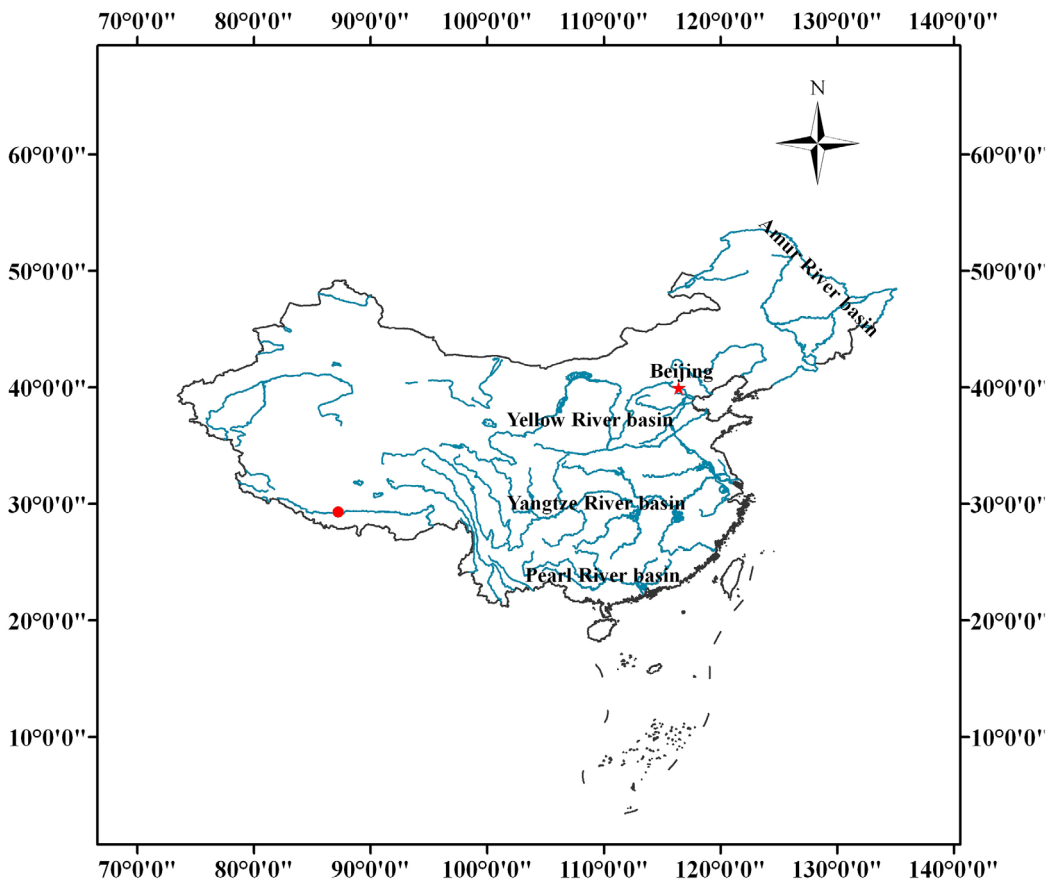 70°0'0" 80°0'0" 90°0'0" 100°0'0" 110°0'0" 120°0'0" 130°0'0" 140°0'0"
N
60°0'0" 60°0'0"
Amur River basin
50°0'0" 50°0'0"
Beijing
40°0'0" 40°0'0"
Yellow River basin
30°0'0" Yangtze River basin 30°0'0"
Pearl River basin
20°0'0" 20°0'0"
10°0'0" 10°0'0"
70°0'0" 80°0'0" 90°0'0" 100°0'0" 110°0'0" 120°0'0" 130°0'0" 140°0'0"